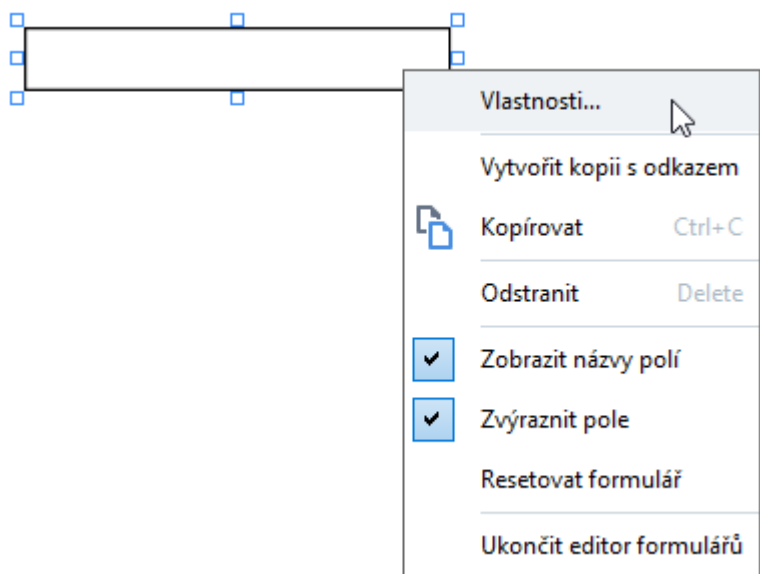 Vlastnosti...
Vytvořit kopii s odkazem
Kopírovat Ctrl+C
Odstranit Delete
Zobrazit názvy polí
Zvýraznit pole
Resetovat formulář
Ukončit editor formulářů